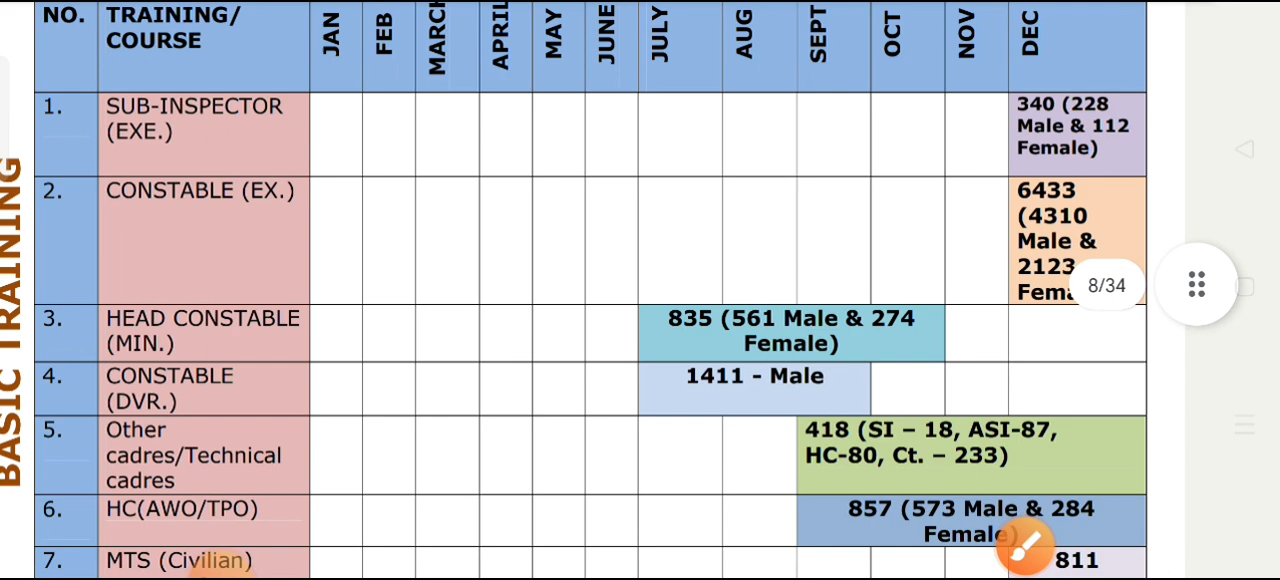 NO.
TRAINING/
COURSE
JAN
FEB
MARCH
APRIL
MAY
JUNE
JULY
AUG
SEPT
OCT
NOV
DEC
BASIC TRAINING
1.
SUB-INSPECTOR
(EXE.)
340 (228
Male & 112
Female)
2.
CONSTABLE (EX.)
6433
(4310
Male &
2123
8/34
3.
HEAD CONSTABLE
(MIN.)
835 (561 Male & 274
Female)
4.
CONSTABLE
(DVR.)
1411 - Male
5.
Other
cadres/Technical
cadres
418 (SI – 18, ASI-87,
HC-80, Ct. – 233)
6.
HC(AWO/TPO)
857 (573 Male & 284
Female)
7.
MTS (Civilian)
811